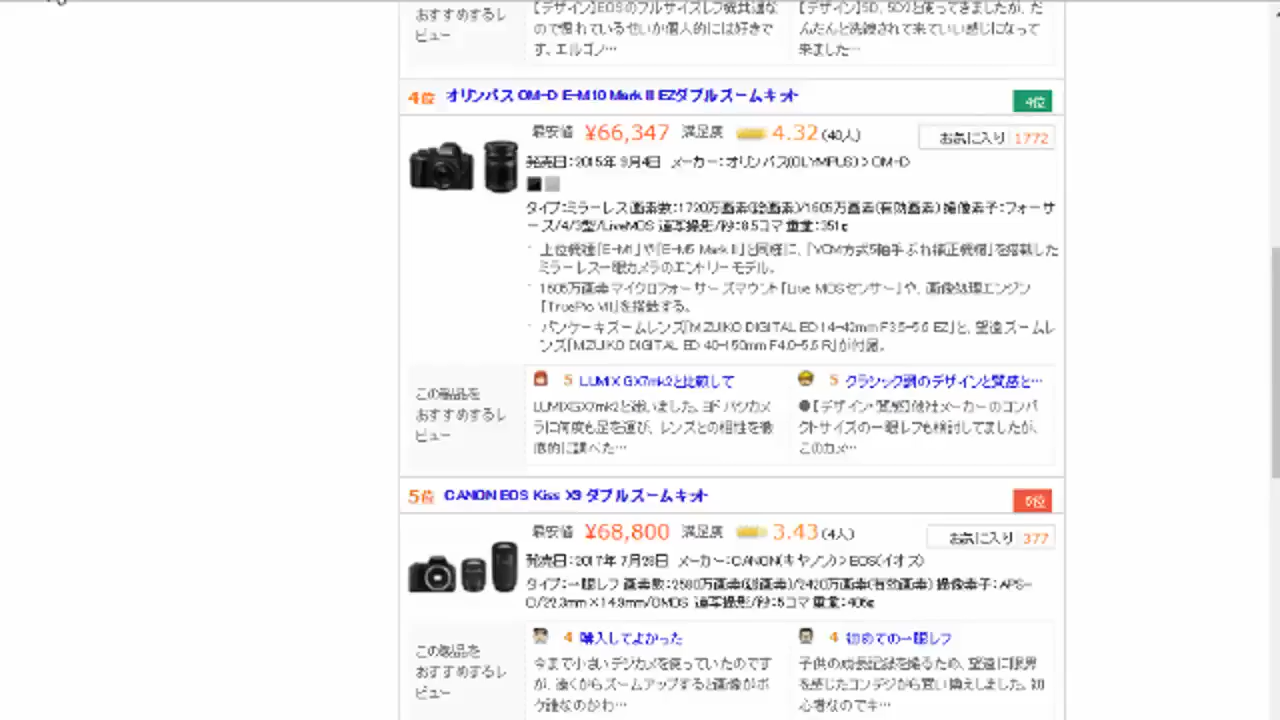 おすすめするレ
ビュー
【デザイン】EOSのフルサイズレフ機共通な
ので慣れているせいか個人的には好きで
す。エルゴノ…
【デザイン】5D、5D2と使ってきましたが、だ
んだんと洗練されて来ていい感じになって
来ました…
4位 オリンパス OM-D E-M10 Mark II EZダブルズームキット
4位
最安値 ¥66,347 満足度 4.32(40人)
お気に入り 1772
発売日:2015年 9月4日 メーカー:オリンパス(OLYMPUS) > OM-D
タイプ:ミラーレス 画素数:1720万画素(総画素)/1605万画素(有効画素) 撮像素子:フォーサ
ーズ/4/3型/LiveMOS 連写撮影/秒:8.5コマ 重量:351g
上位機種「E-M1」や「E-M5 Mark II」と同様に、「VCM方式5軸手ぶれ補正機構」を搭載した
ミラーレス一眼カメラのエントリーモデル。
1605万画素マイクロフォーサーズマウント「Live MOSセンサー」や、画像処理エンジン
「TruePic VII」を搭載する。
パンケーキズームレンズ「M.ZUIKO DIGITAL ED 14-42mm F3.5-5.6 EZ」と、望遠ズームレ
ンズ「M.ZUIKO DIGITAL ED 40-150mm F4.0-5.6 R」が付属。
この製品を
おすすめするレ
ビュー
5 LUMIX GX7mk2と比較して
LUMIXGX7mk2と迷いました。ヨドバシカメ
ラに何度も足を運び、レンズとの相性を徹
底的に調べた…
5 クラシック調のデザインと質感と…
●【デザイン・質感】他社メーカーのコンパ
クトサイズの一眼レフも検討してましたが、
このカメ…
5位 CANON EOS Kiss X9 ダブルズームキット
5位
最安値 ¥68,800 満足度 3.43(4人)
お気に入り 377
発売日:2017年 7月28日 メーカー:CANON(キヤノン) > EOS(イオス)
タイプ:一眼レフ 画素数:2580万画素(総画素)/2420万画素(有効画素) 撮像素子:APS-
C/22.3mm×14.9mm/CMOS 連写撮影/秒:5コマ 重量:406g
この製品を
おすすめするレ
ビュー
4 購入してよかった
今まで小さいデジカメを使っていたのです
が、遠くからズームアップすると画像がボ
ケ雑なのかわ…
4 初めての一眼レフ
子供の成長記録を撮るため、望遠に限界
を感じたコンデジから買い換えしました。初
心者なのでキ…